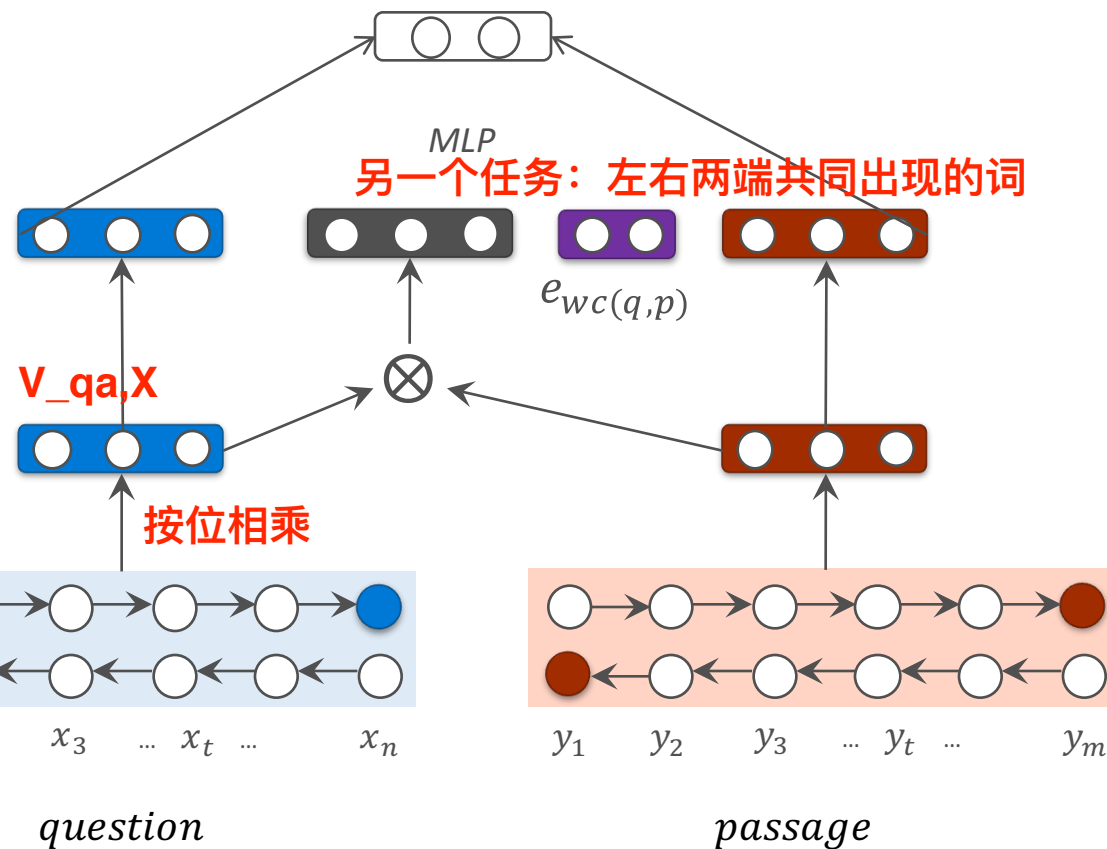 MLP
另一个任务：左右两端共同出现的词
e_{wc(q,p)}
V_qa,X
按位相乘
x_3 ... x_t ... x_n
y_1 y_2 y_3 ... y_t ... y_m
question
passage